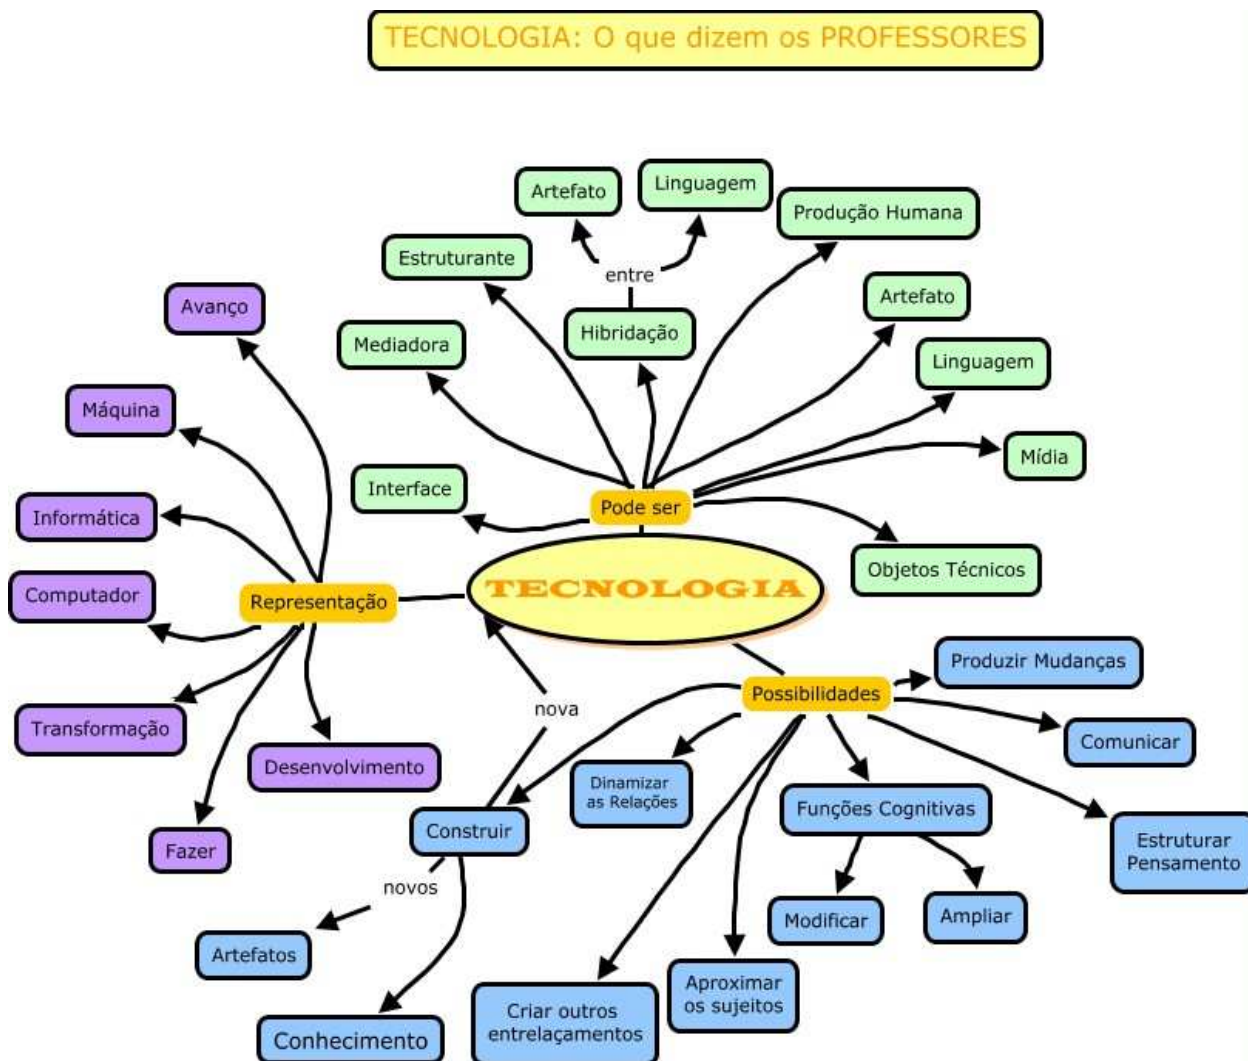 TECNOLOGIA: O que dizem os PROFESSORES
Artefato
Linguagem
Produção Humana
Estruturante
entre
Artefato
Avanço
Hibridação
Mediadora
Linguagem
Máquina
Mídia
Interface
Pode ser
Informática
Objetos Técnicos
TECNOLOGIA
Computador
Representação
Produzir Mudanças
Possibilidades
nova
Transformação
Comunicar
Desenvolvimento
Dinamizar
as Relações
Funções Cognitivas
Construir
Estruturar
Pensamento
Fazer
novos
Modificar
Ampliar
Artefatos
Aproximar
os sujeitos
Criar outros
entrelaçamentos
Conhecimento